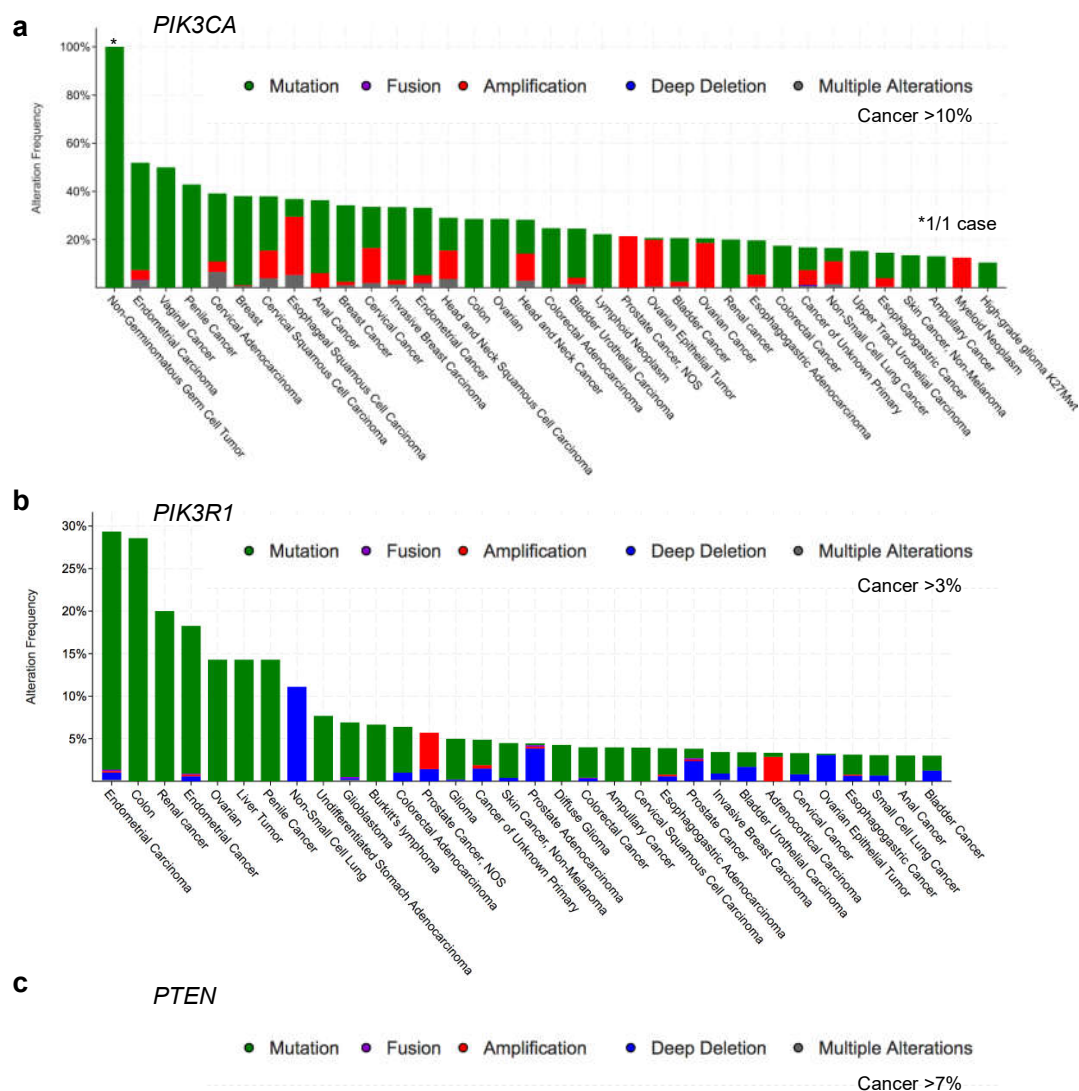 a
PIK3CA
100%
80%
60%
40%
20%
Alteration Frequency
*
Mutation
Fusion
Amplification
Deep Deletion
Multiple Alterations
Cancer >10%
*1/1 case
Non-Germinomatous Germ Tumor
Endometrial Carcinoma
Vaginal Cancer
Penile Cancer
Cervical Adenocarcinoma
Breast
Cervical Squamous Cell Carcinoma
Esophageal Squamous Cell Carcinoma
Anal Cancer
Breast Cancer
Cervical Cancer
Invasive Breast Carcinoma
Endometrial Cancer
Head and Neck Squamous Cell Carcinoma
Colon
Ovarian
Head and Neck Cancer
Colorectal Adenocarcinoma
Bladder Urothelial Carcinoma
Lymphoid Neoplasm
Prostate Cancer, NOS
Ovarian Epithelial Tumor
Bladder Cancer
Ovarian Cancer
Renal cancer
Esophagogastric Adenocarcinoma
Colorectal Cancer
Cancer of Unknown Primary
Non-Small Cell Lung Cancer
Upper Tract Urothelial Carcinoma
Esophagogastric Cancer
Skin Cancer, Non-Melanoma
Ampullary Cancer
Myeloid Neoplasm
High-grade glioma K27Mwt
b
PIK3R1
30%
25%
20%
15%
10%
5%
Alteration Frequency
Mutation
Fusion
Amplification
Deep Deletion
Multiple Alterations
Cancer >3%
Endometrial Carcinoma
Colon
Renal cancer
Endometrial Cancer
Ovarian
Liver Tumor
Penile Cancer
Non-Small Cell Lung
Undifferentiated Stomach Adenocarcinoma
Glioblastoma
Burkit's lymphoma
Colorectal Adenocarcinoma
Prostate Cancer, NOS
Glioma
Cancer of Unknown Primary
Skin Cancer, Non-Melanoma
Prostate Adenocarcinoma
Diffuse Glioma
Colorectal Cancer
Ampullary Cancer
Cervical Squamous Cell Carcinoma
Esophagogastric Adenocarcinoma
Prostate Cancer
Invasive Breast Carcinoma
Bladder Urothelial Carcinoma
Adrenocortical Carcinoma
Cervical Cancer
Ovarian Epithelial Tumor
Esophagogastric Cancer
Small Cell Lung Cancer
Anal Cancer
Bladder Cancer
c
PTEN
Mutation
Fusion
Amplification
Deep Deletion
Multiple Alterations
Cancer >7%